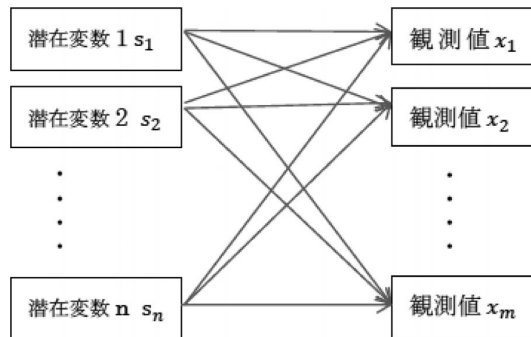 潜在変数 1 s₁
観測値 x₁
潜在変数 2 s₂
観測値 x₂
潜在変数 n sₙ
観測値 xₘ